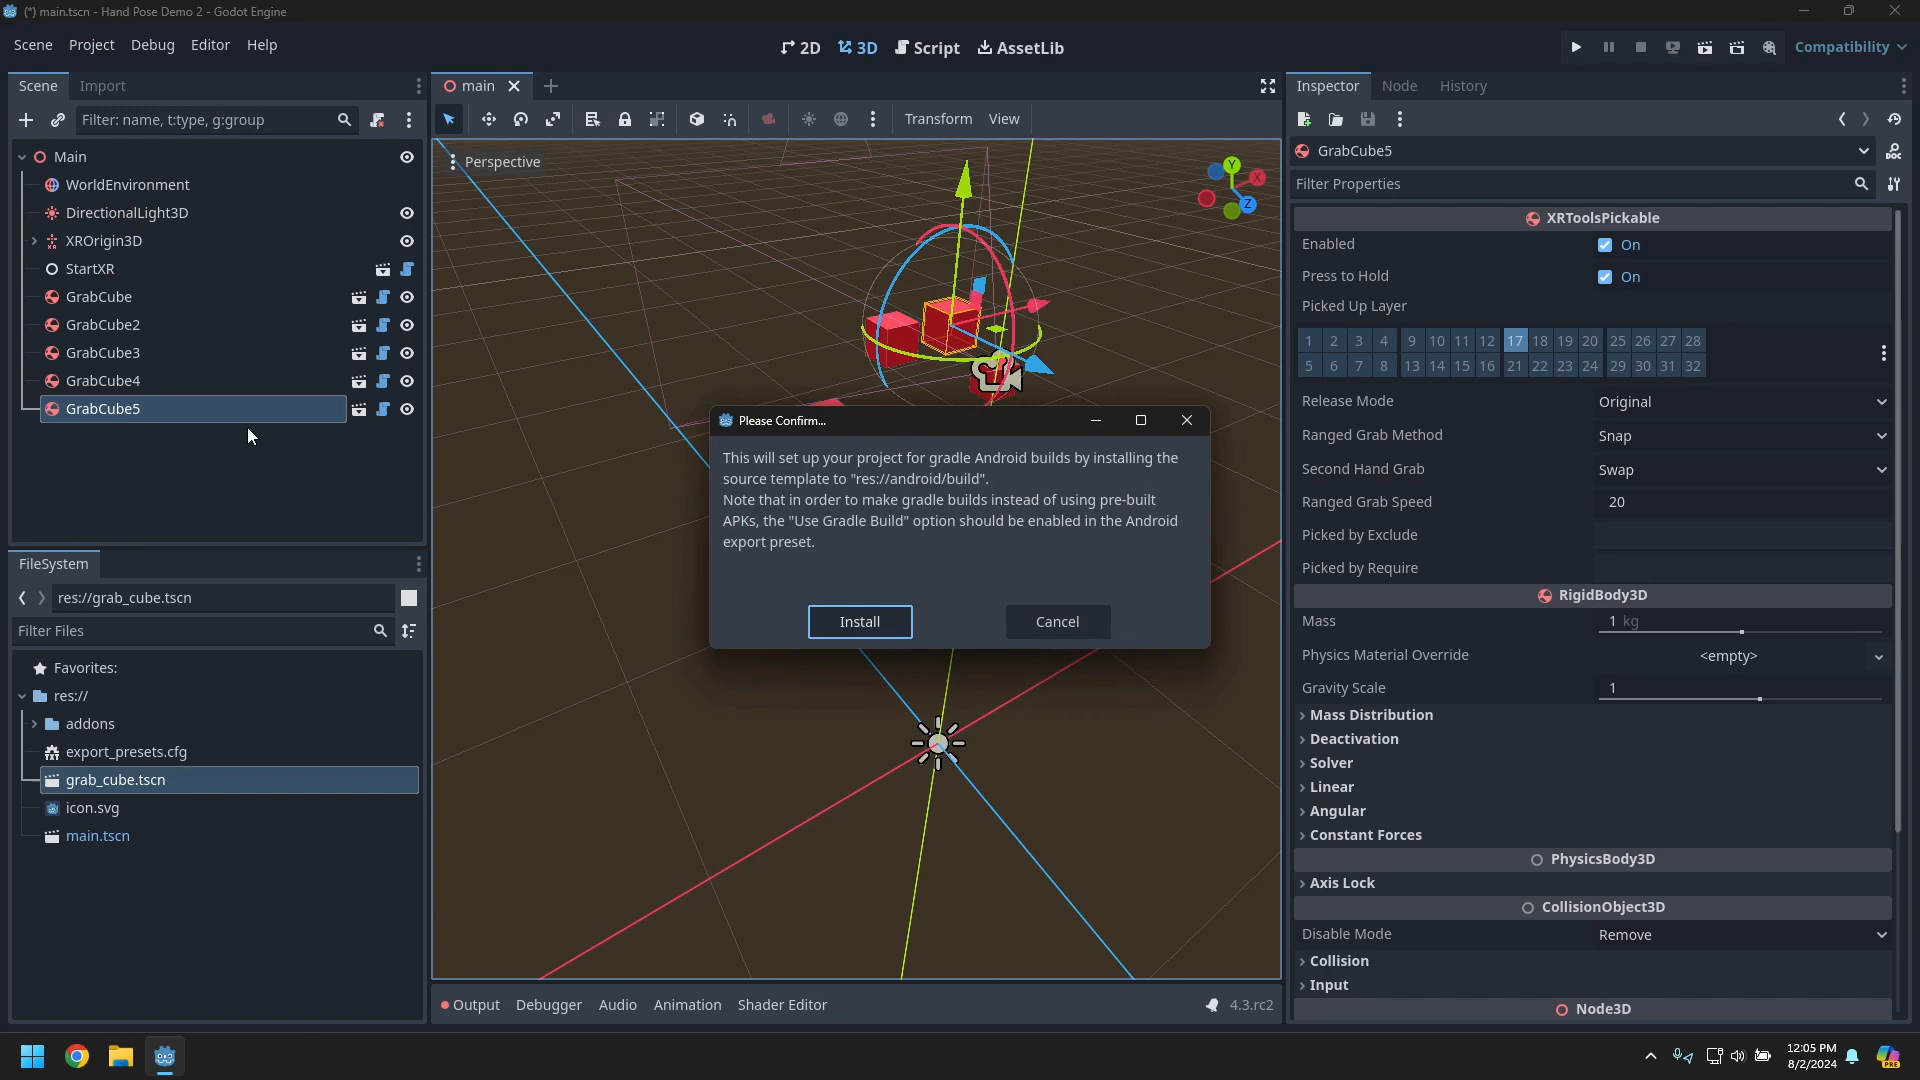 (*) main.tscn - Hand Pose Demo 2 - Godot Engine
Scene Project Debug Editor Help
2D 3D Script AssetLib
Compatibility
Scene Import
Filter: name, t:type, g:group
Main
WorldEnvironment
DirectionalLight3D
XROrigin3D
StartXR
GrabCube
GrabCube2
GrabCube3
GrabCube4
GrabCube5
FileSystem
res://grab_cube.tscn
Filter Files
Favorites:
res://
addons
export_presets.cfg
grab_cube.tscn
icon.svg
main.tscn
main
Transform View
Perspective
Y
X
Z
Please Confirm...
This will set up your project for gradle Android builds by installing the
source template to "res://android/build".
Note that in order to make gradle builds instead of using pre-built
APKs, the "Use Gradle Build" option should be enabled in the Android
export preset.
Install Cancel
Output Debugger Audio Animation Shader Editor 4.3.rc2
Inspector Node History
GrabCube5
DOC
Filter Properties
XRToolsPickable
Enabled On
Press to Hold On
Picked Up Layer
1 2 3 4 9 10 11 12 17 18 19 20 25 26 27 28
5 6 7 8 13 14 15 16 21 22 23 24 29 30 31 32
Release Mode Original
Ranged Grab Method Snap
Second Hand Grab Swap
Ranged Grab Speed 20
Picked by Exclude
Picked by Require
RigidBody3D
Mass 1 kg
Physics Material Override <empty>
Gravity Scale 1
Mass Distribution
Deactivation
Solver
Linear
Angular
Constant Forces
PhysicsBody3D
Axis Lock
CollisionObject3D
Disable Mode Remove
Collision
Input
Node3D
12:05 PM
8/2/2024
PRE